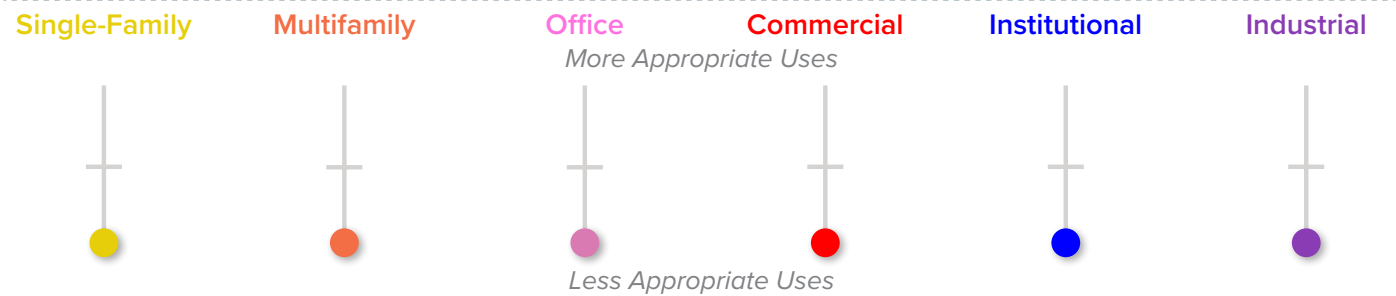 Single-Family Multifamily Office Commercial Institutional Industrial
More Appropriate Uses
Less Appropriate Uses